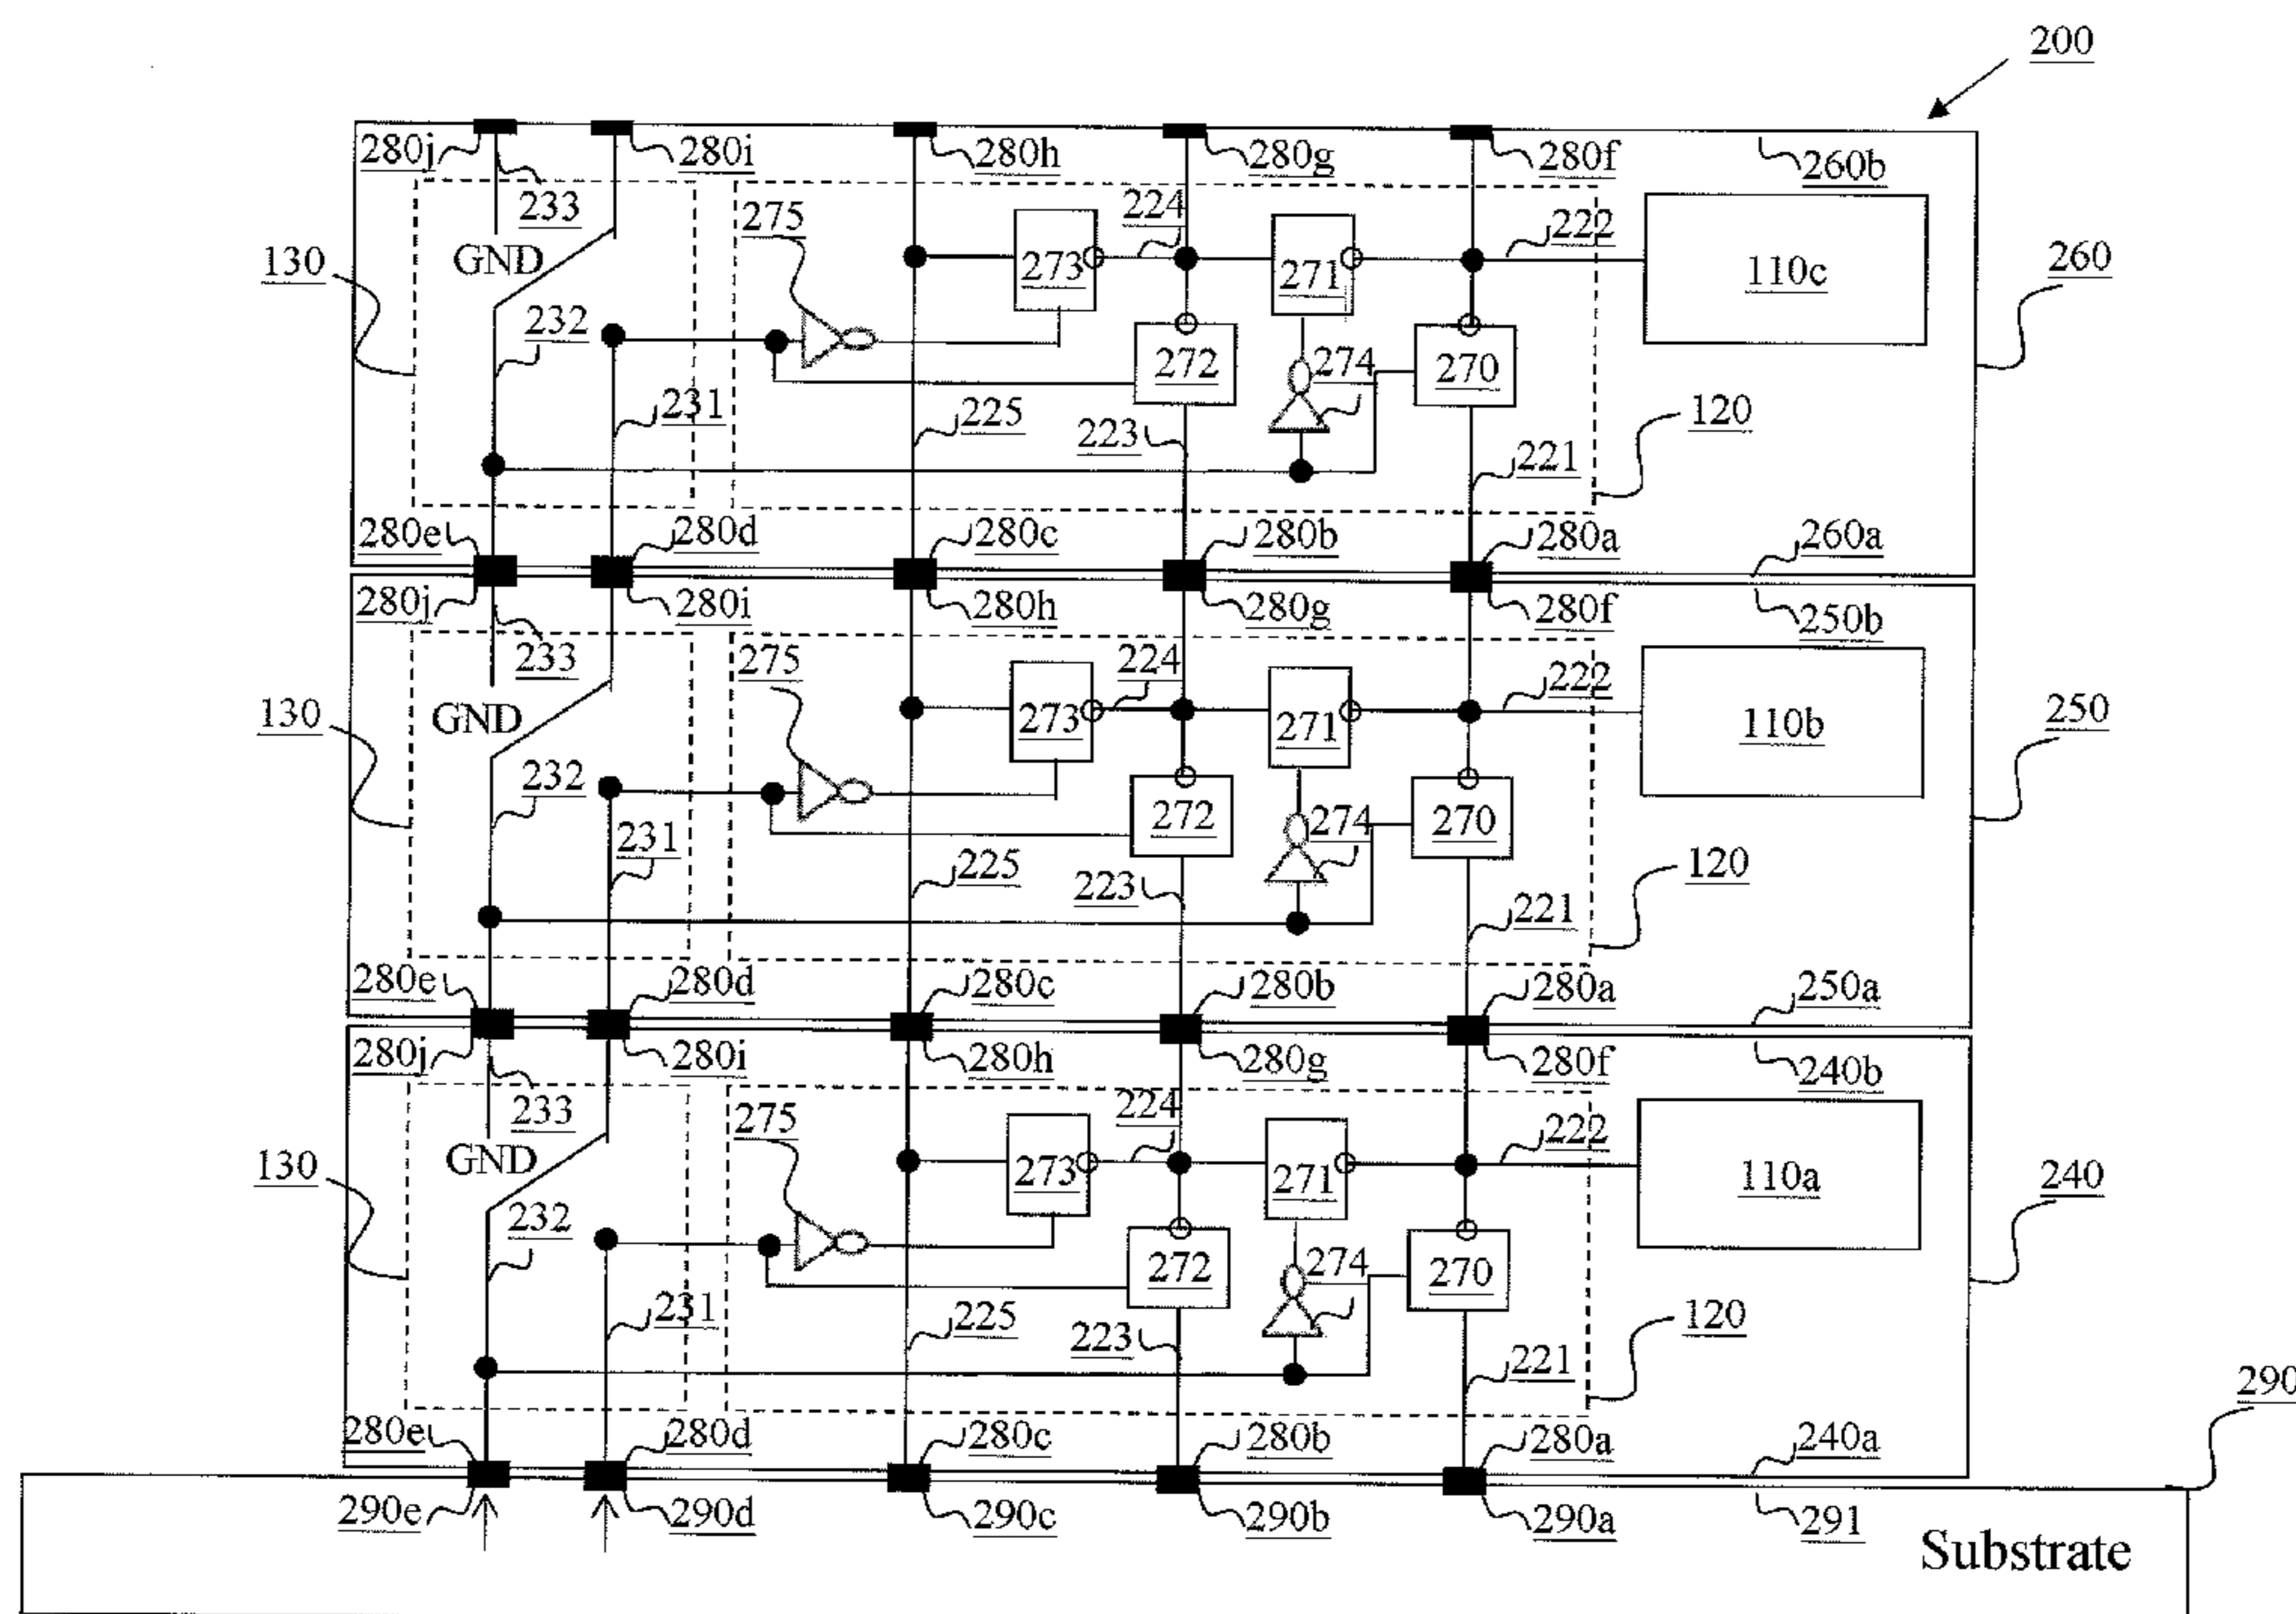 200
280j 280i 280h 280g 280f 260b
233 275 224 222
130 GND 273 271 110c 260
232 272 274 270
231 225 223 120
221
280e 280d 280c 280b 280a 260a
280j 280i 280h 280g 280f 250b
233 275 224 222
130 GND 273 271 110b 250
232 272 274 270
231 225 223 120
221
280e 280d 280c 280b 280a 250a
280j 280i 280h 280g 280f 240b
233 275 224 222
130 GND 273 271 110a 240
232 272 274 270
231 225 223 120
221 290
280e 280d 280c 280b 280a 240a
290e 290d 290c 290b 290a 291
Substrate